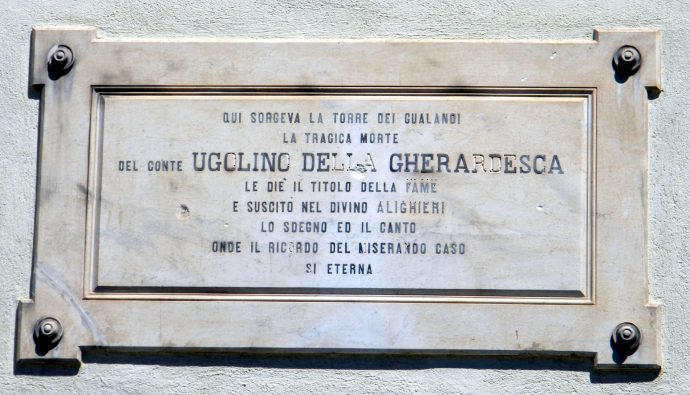 QUI SORGEVA LA TORRE DEI GUALANDI
LA TRAGICA MORTE
DEL CONTE UGOLINO DELLA GHERARDESCA
LE DIE IL TITOLO DELLA FAME
E SUSCITÒ NEL DIVINO ALIGHIERI
LO SDEGNO ED IL CANTO
ONDE IL RICORDO DEL MISERANDO CASO
SI ETERNA